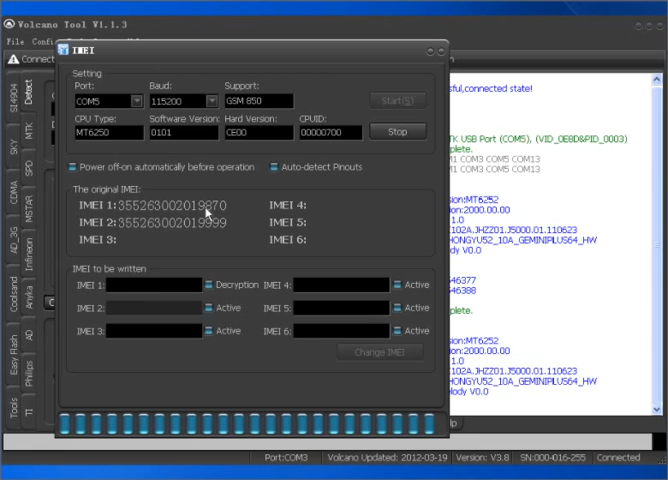 Volcano Tool V1.1.3
File
IMEI
Connect
Setting
Port:
Baud:
Support:
COM5
115200
GSM 850
Start(S)
CPU Type:
Software Version:
Hard Version:
CPUID:
MT6250
0101
CE00
00000700
Stop
Power off-on automatically before operation
Auto-detect Pinouts
The original IMEI:
IMEI 1:355263002019870
IMEI 4:
IMEI 2:355263002019999
IMEI 5:
IMEI 3:
IMEI 6:
IMEI to be written
IMEI 1:
Decryption
IMEI 4:
Active
IMEI 2:
Active
IMEI 5:
Active
IMEI 3:
Active
IMEI 6:
Active
Change IMEI
SI4904
SKY
CDMA
AD_3G
Coolsand
Easy Flash
Tools
Detect
MTK
SPD
MSTAR
Infineon
Anyka
AD
Philips
TI
ful,connected state!
TK USB Port (COM5), (VID_0E8D&PID_0003)
plete.
M1 COM3 COM5 COM13
sion:MT6252
sion:2000.00.00
1.0
C102A.JHZZ01.J5000.01.110623
HONGYU52_10A_GEMINIPLUS64_HW
ody V0.0
46377
46388
plete.
sion:MT6252
sion:2000.00.00
1.0
C102A.JHZZ01.J5000.01.110623
HONGYU52_10A_GEMINIPLUS64_HW
elody V0.0
lp
Port:COM3
Volcano Updated: 2012-03-19
Version: V3.8
SN:000-016-255
Connected